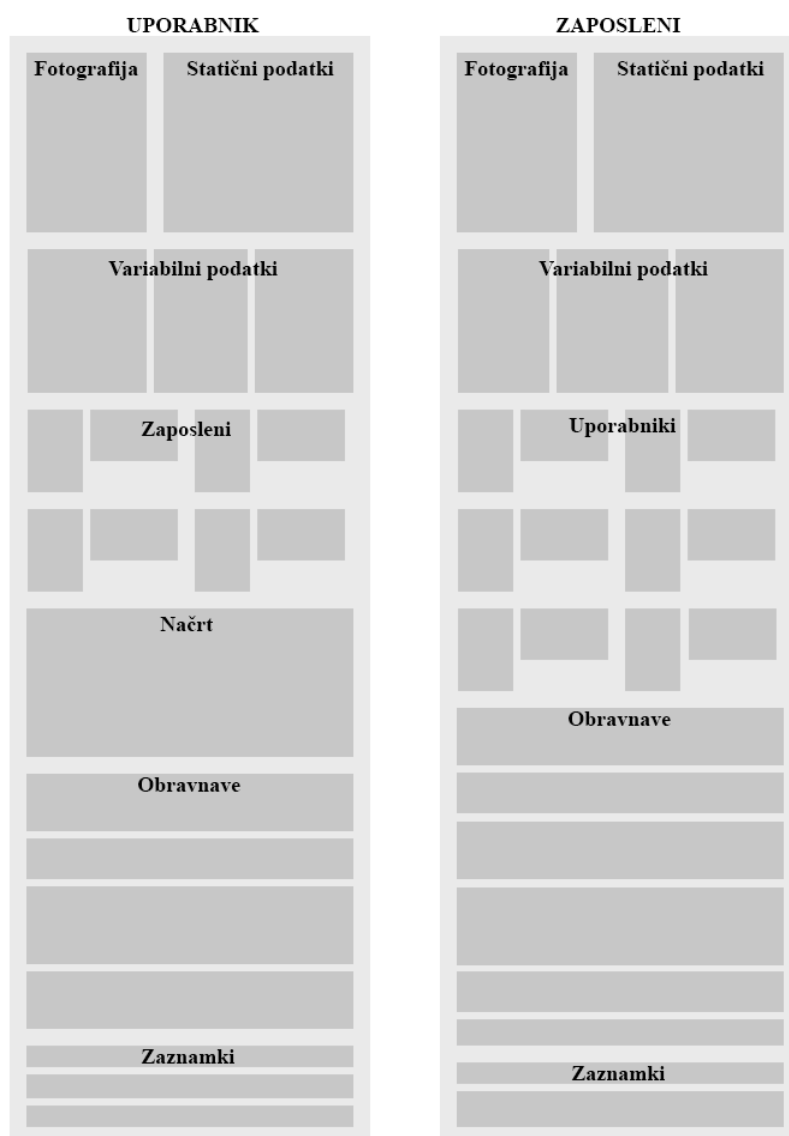 UPORABNIK
Fotografija
Statični podatki
Variabilni podatki
Zaposleni
Načrt
Obravnave
Zaznamki
ZAPOSLENI
Fotografija
Statični podatki
Variabilni podatki
Uporabniki
Obravnave
Zaznamki